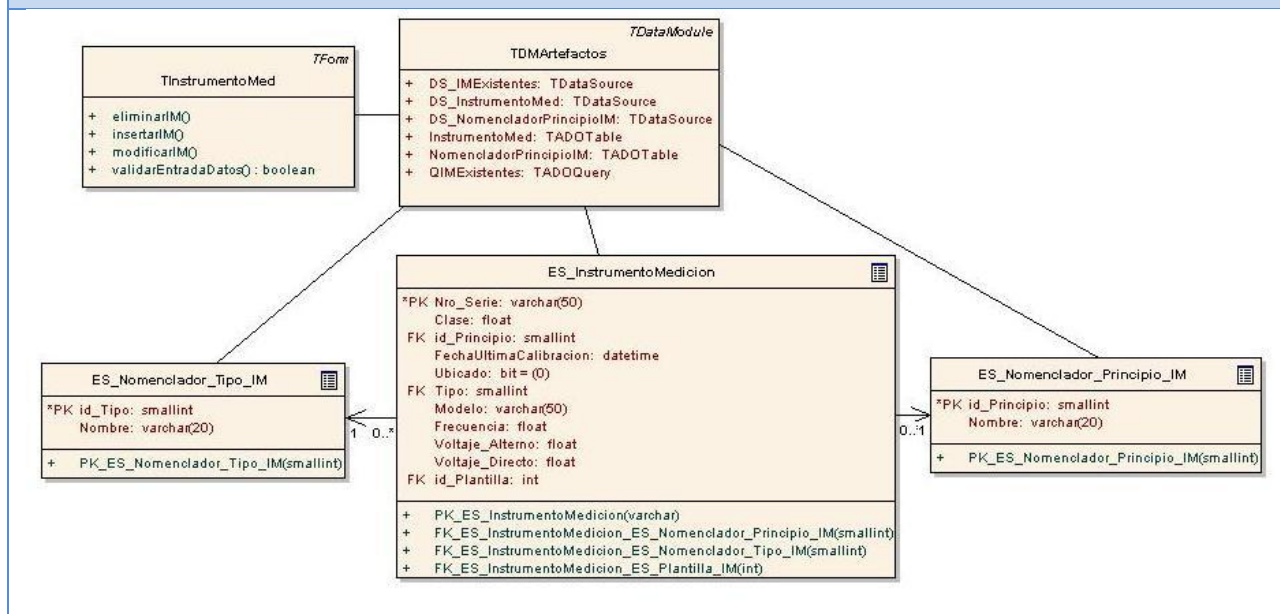 TForm
TInstrumentoMed
+ eliminarIM()
+ insertarIM()
+ modificarIM()
+ validarEntradaDatos() : boolean
TDataModule
TDMArtefactos
+ DS_IMExistentes: TDataSource
+ DS_InstrumentoMed: TDataSource
+ DS_NomencladorPrincipioIM: TDataSource
+ InstrumentoMed: TADOTable
+ NomencladorPrincipioIM: TADOTable
+ QIMExistentes: TADOQuery
ES_InstrumentoMedicion
*PK Nro_Serie: varchar(50)
Clase: float
FK id_Principio: smallint
FechaUltimaCalibracion: datetime
Ubicado: bit = (0)
FK Tipo: smallint
Modelo: varchar(50)
Frecuencia: float
Voltaje_Alterno: float
Voltaje_Directo: float
FK id_Plantilla: int
+ PK_ES_InstrumentoMedicion(varchar)
+ FK_ES_InstrumentoMedicion_ES_Nomenclador_Principio_IM(smallint)
+ FK_ES_InstrumentoMedicion_ES_Nomenclador_Tipo_IM(smallint)
+ FK_ES_InstrumentoMedicion_ES_Plantilla_IM(int)
ES_Nomenclador_Tipo_IM
*PK id_Tipo: smallint
Nombre: varchar(20)
+ PK_ES_Nomenclador_Tipo_IM(smallint)
1 0..*
ES_Nomenclador_Principio_IM
*PK id_Principio: smallint
Nombre: varchar(20)
+ PK_ES_Nomenclador_Principio_IM(smallint)